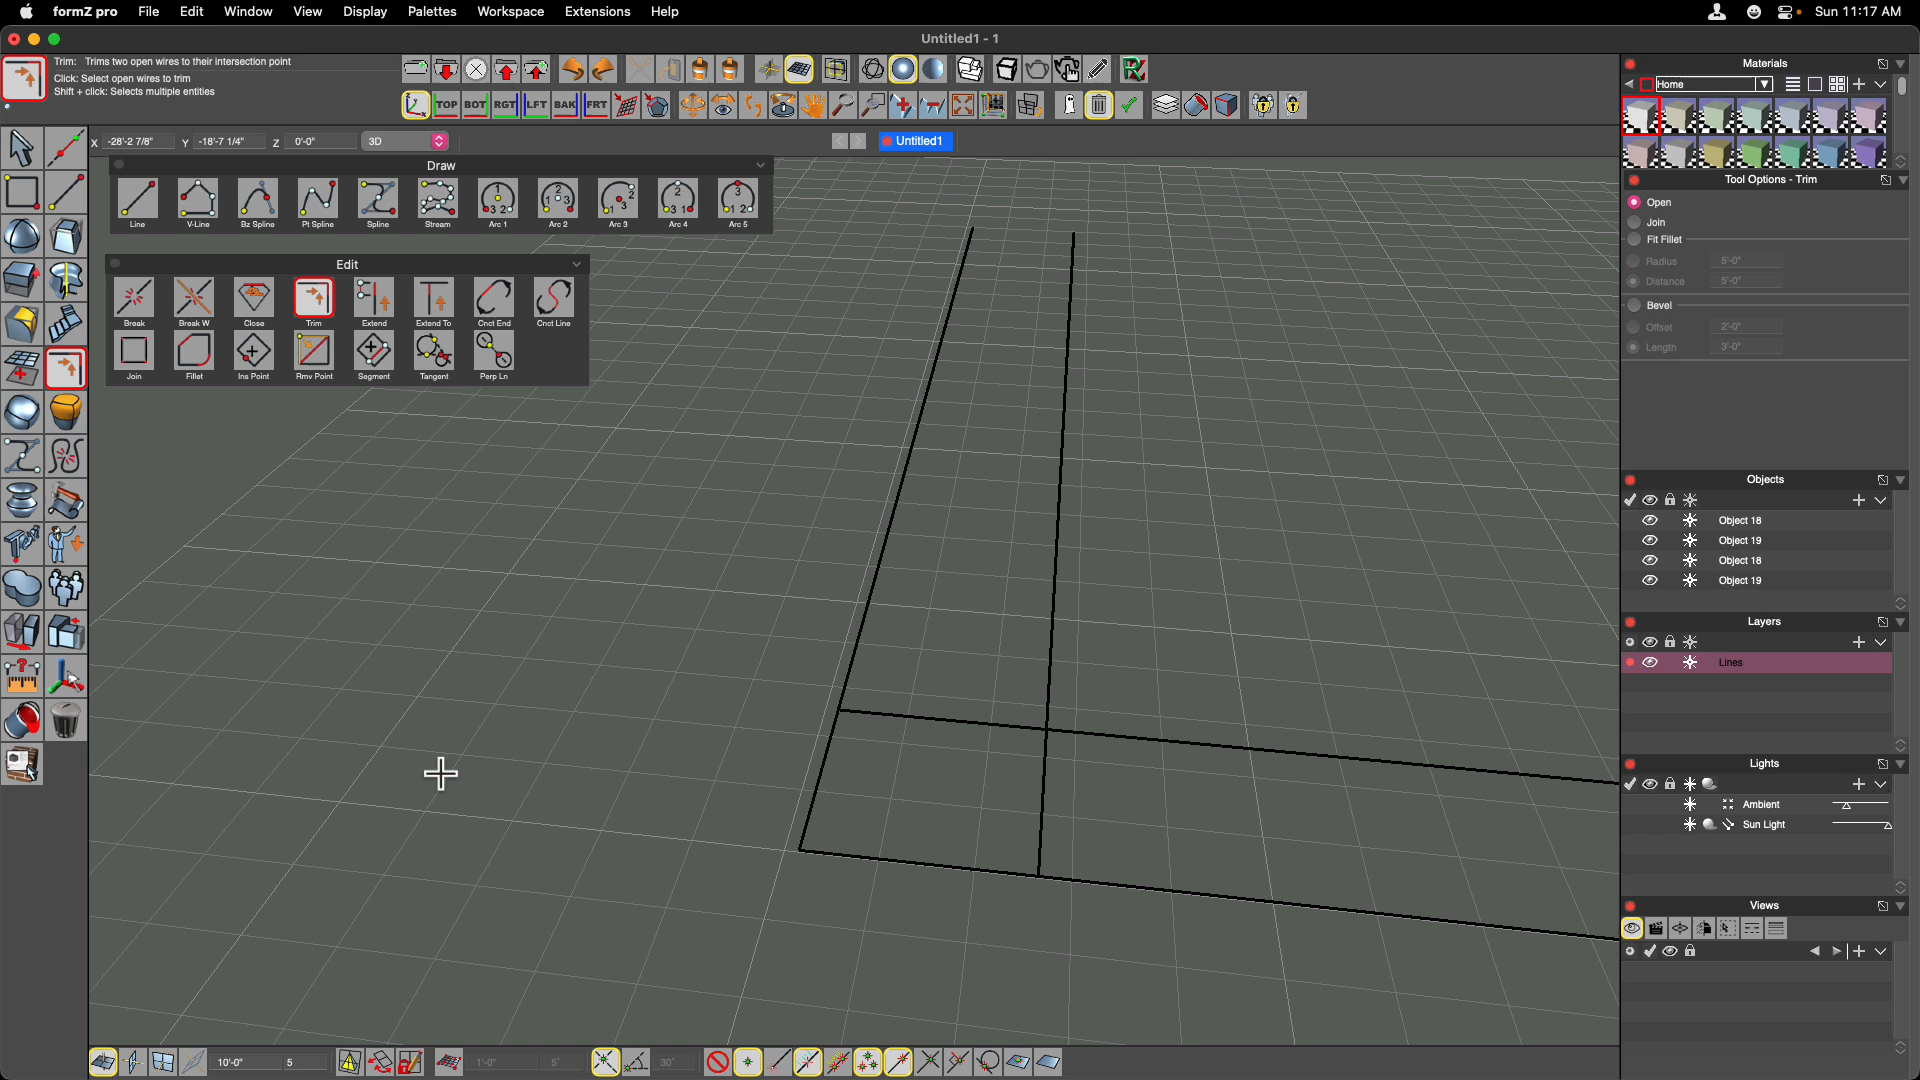 formZ pro File Edit Window View Display Palettes Workspace Extensions Help Sun 11:17 AM
Untitled1 - 1
Trim: Trims two open wires to their intersection point
Click: Select open wires to trim
Shift + click: Selects multiple entities
TOP BOT RGT LFT BAK FRT
X -28'-2 7/8" Y -18'-7 1/4" Z 0'-0" 3D
Untitled1
Draw
Line V-Line Bz Spline Pt Spline Spline Stream Arc 1 Arc 2 Arc 3 Arc 4 Arc 5
Edit
Break Break W Close Trim Extend Extend To Cnct End Cnct Line
Join Fillet Ins Point Rmv Point Segment Tangent Perp Ln
Materials
Home
Tool Options - Trim
Open
Join
Fit Fillet
Radius 5'-0"
Distance 5'-0"
Bevel
Offset 2'-0"
Length 3'-0"
Objects
Object 18
Object 19
Object 18
Object 19
Layers
Lines
Lights
Ambient
Sun Light
Views
10'-0" 5 1'-0" 5" 30°